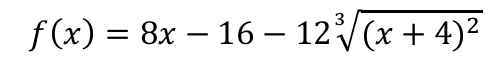 f(x) = 8x − 16 − 12∛(x + 4)²